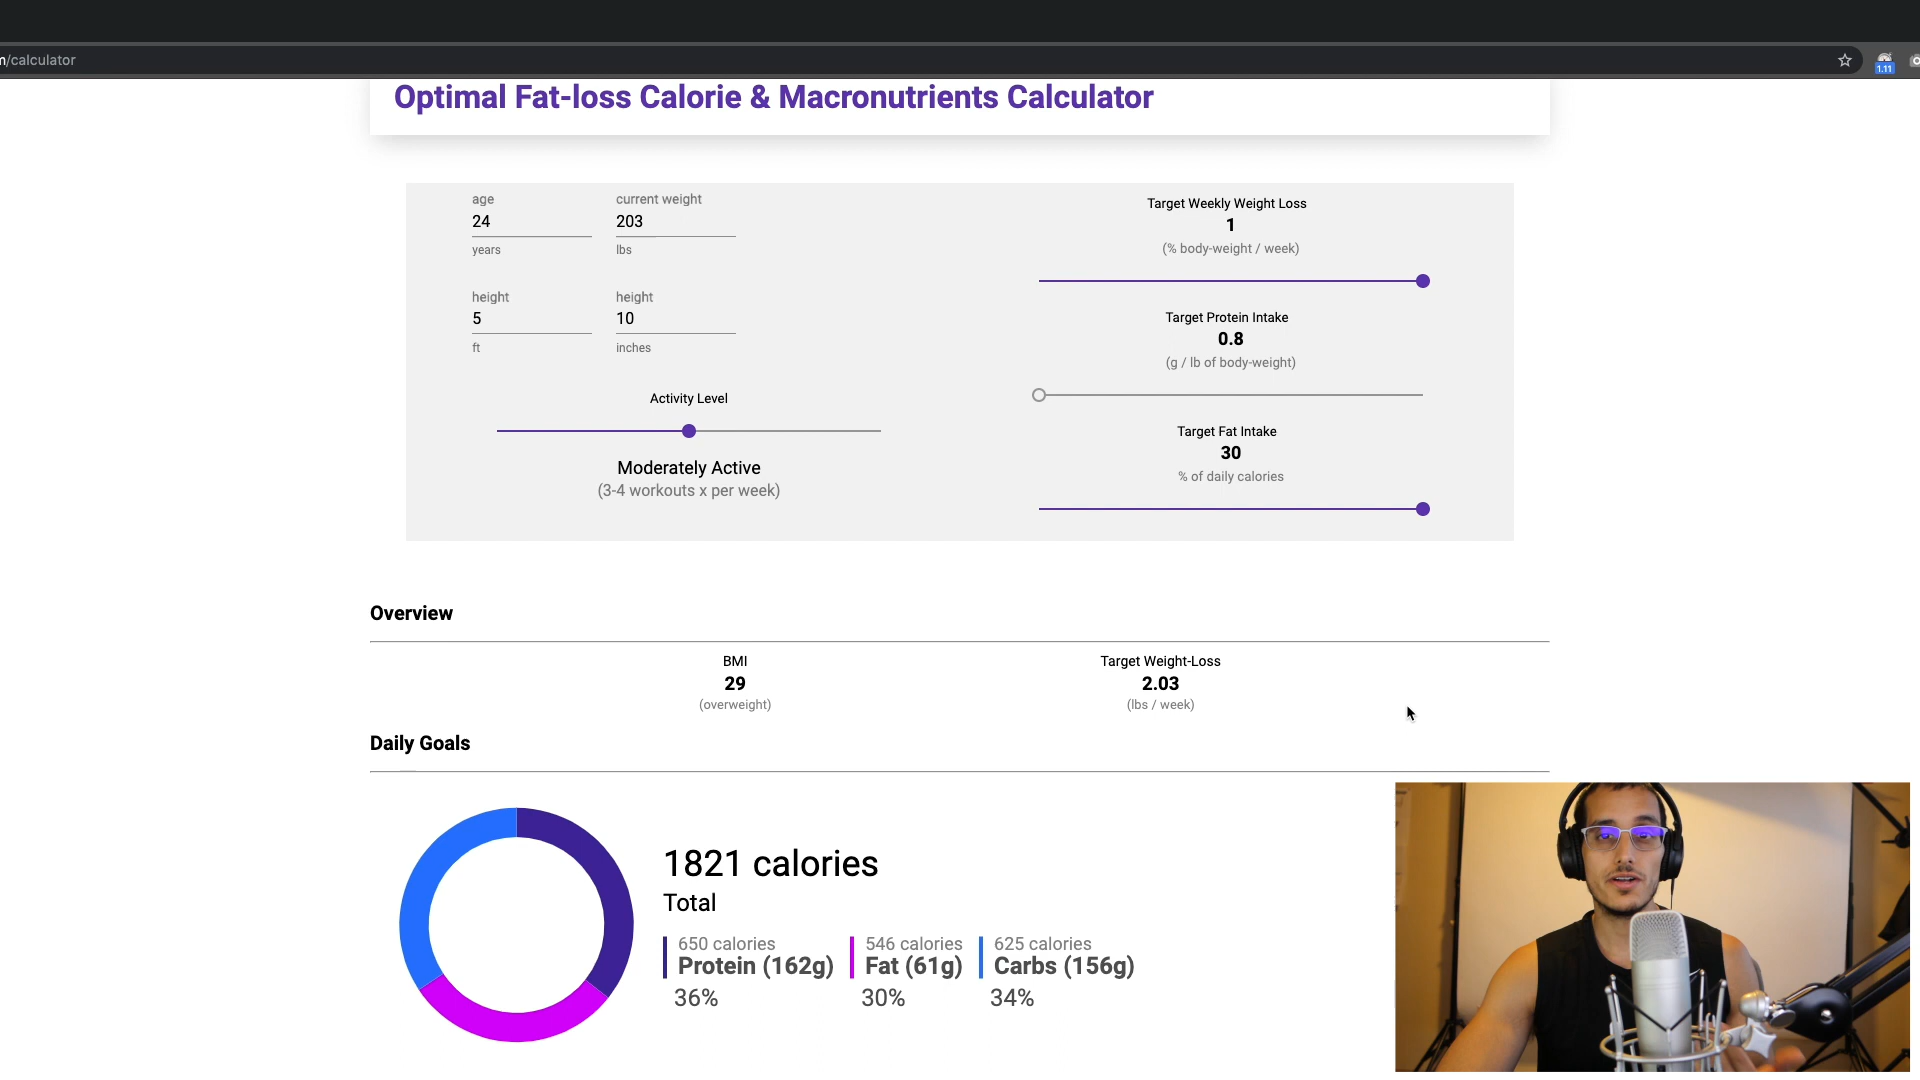 m/calculator
1.11
Optimal Fat-loss Calorie & Macronutrients Calculator
age
24
years
current weight
203
lbs
height
5
ft
height
10
inches
Activity Level
Moderately Active
(3-4 workouts x per week)
Target Weekly Weight Loss
1
(% body-weight / week)
Target Protein Intake
0.8
(g / lb of body-weight)
Target Fat Intake
30
% of daily calories
Overview
BMI
29
(overweight)
Target Weight-Loss
2.03
(lbs / week)
Daily Goals
1821 calories
Total
650 calories
Protein (162g)
36%
546 calories
Fat (61g)
30%
625 calories
Carbs (156g)
34%